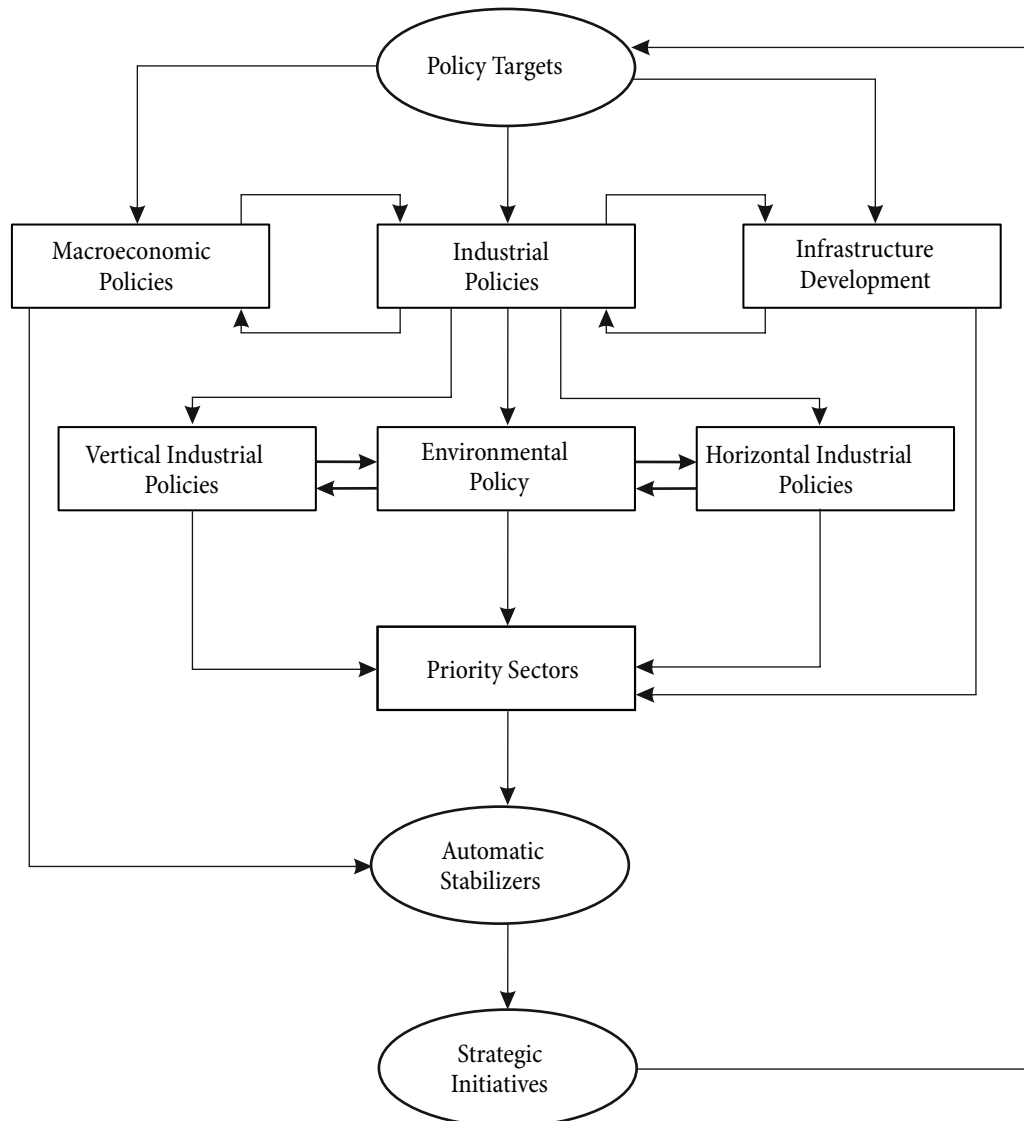 Policy Targets
Macroeconomic
Policies
Industrial
Policies
Infrastructure
Development
Vertical Industrial
Policies
Environmental
Policy
Horizontal Industrial
Policies
Priority Sectors
Automatic
Stabilizers
Strategic
Initiatives